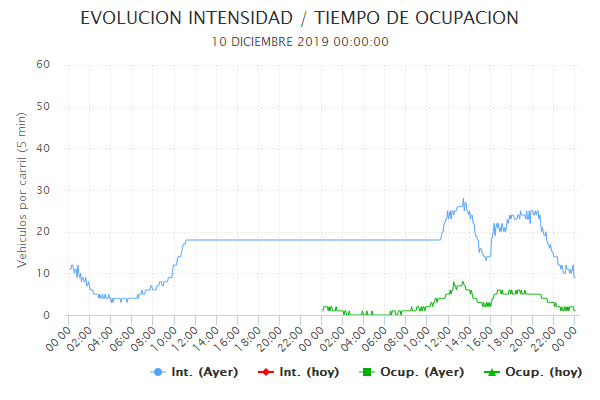 EVOLUCION INTENSIDAD / TIEMPO DE OCUPACION
10 DICIEMBRE 2019 00:00:00
Vehiculos por carril (5 min)
60
50
40
30
20
10
0
00:00 02:00 04:00 06:00 08:00 10:00 12:00 14:00 16:00 18:00 20:00 22:00 00:00 02:00 04:00 06:00 08:00 10:00 12:00 14:00 16:00 18:00 20:00 22:00 00:00
Int. (Ayer) Int. (hoy) Ocup. (Ayer) Ocup. (hoy)